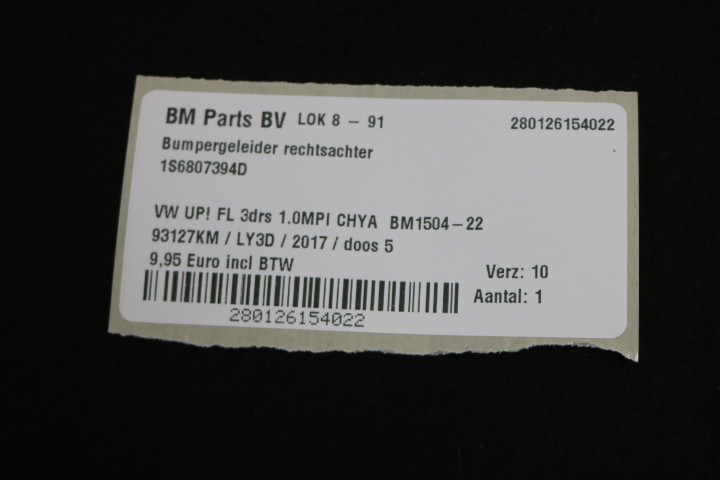 BM Parts BV LOK 8 - 91 280126154022
Bumpergeleider rechtsachter
1S6807394D
VW UP! FL 3drs 1.0MPI CHYA BM1504-22
93127KM / LY3D / 2017 / doos 5
9,95 Euro incl BTW
Verz: 10
Aantal: 1
280126154022